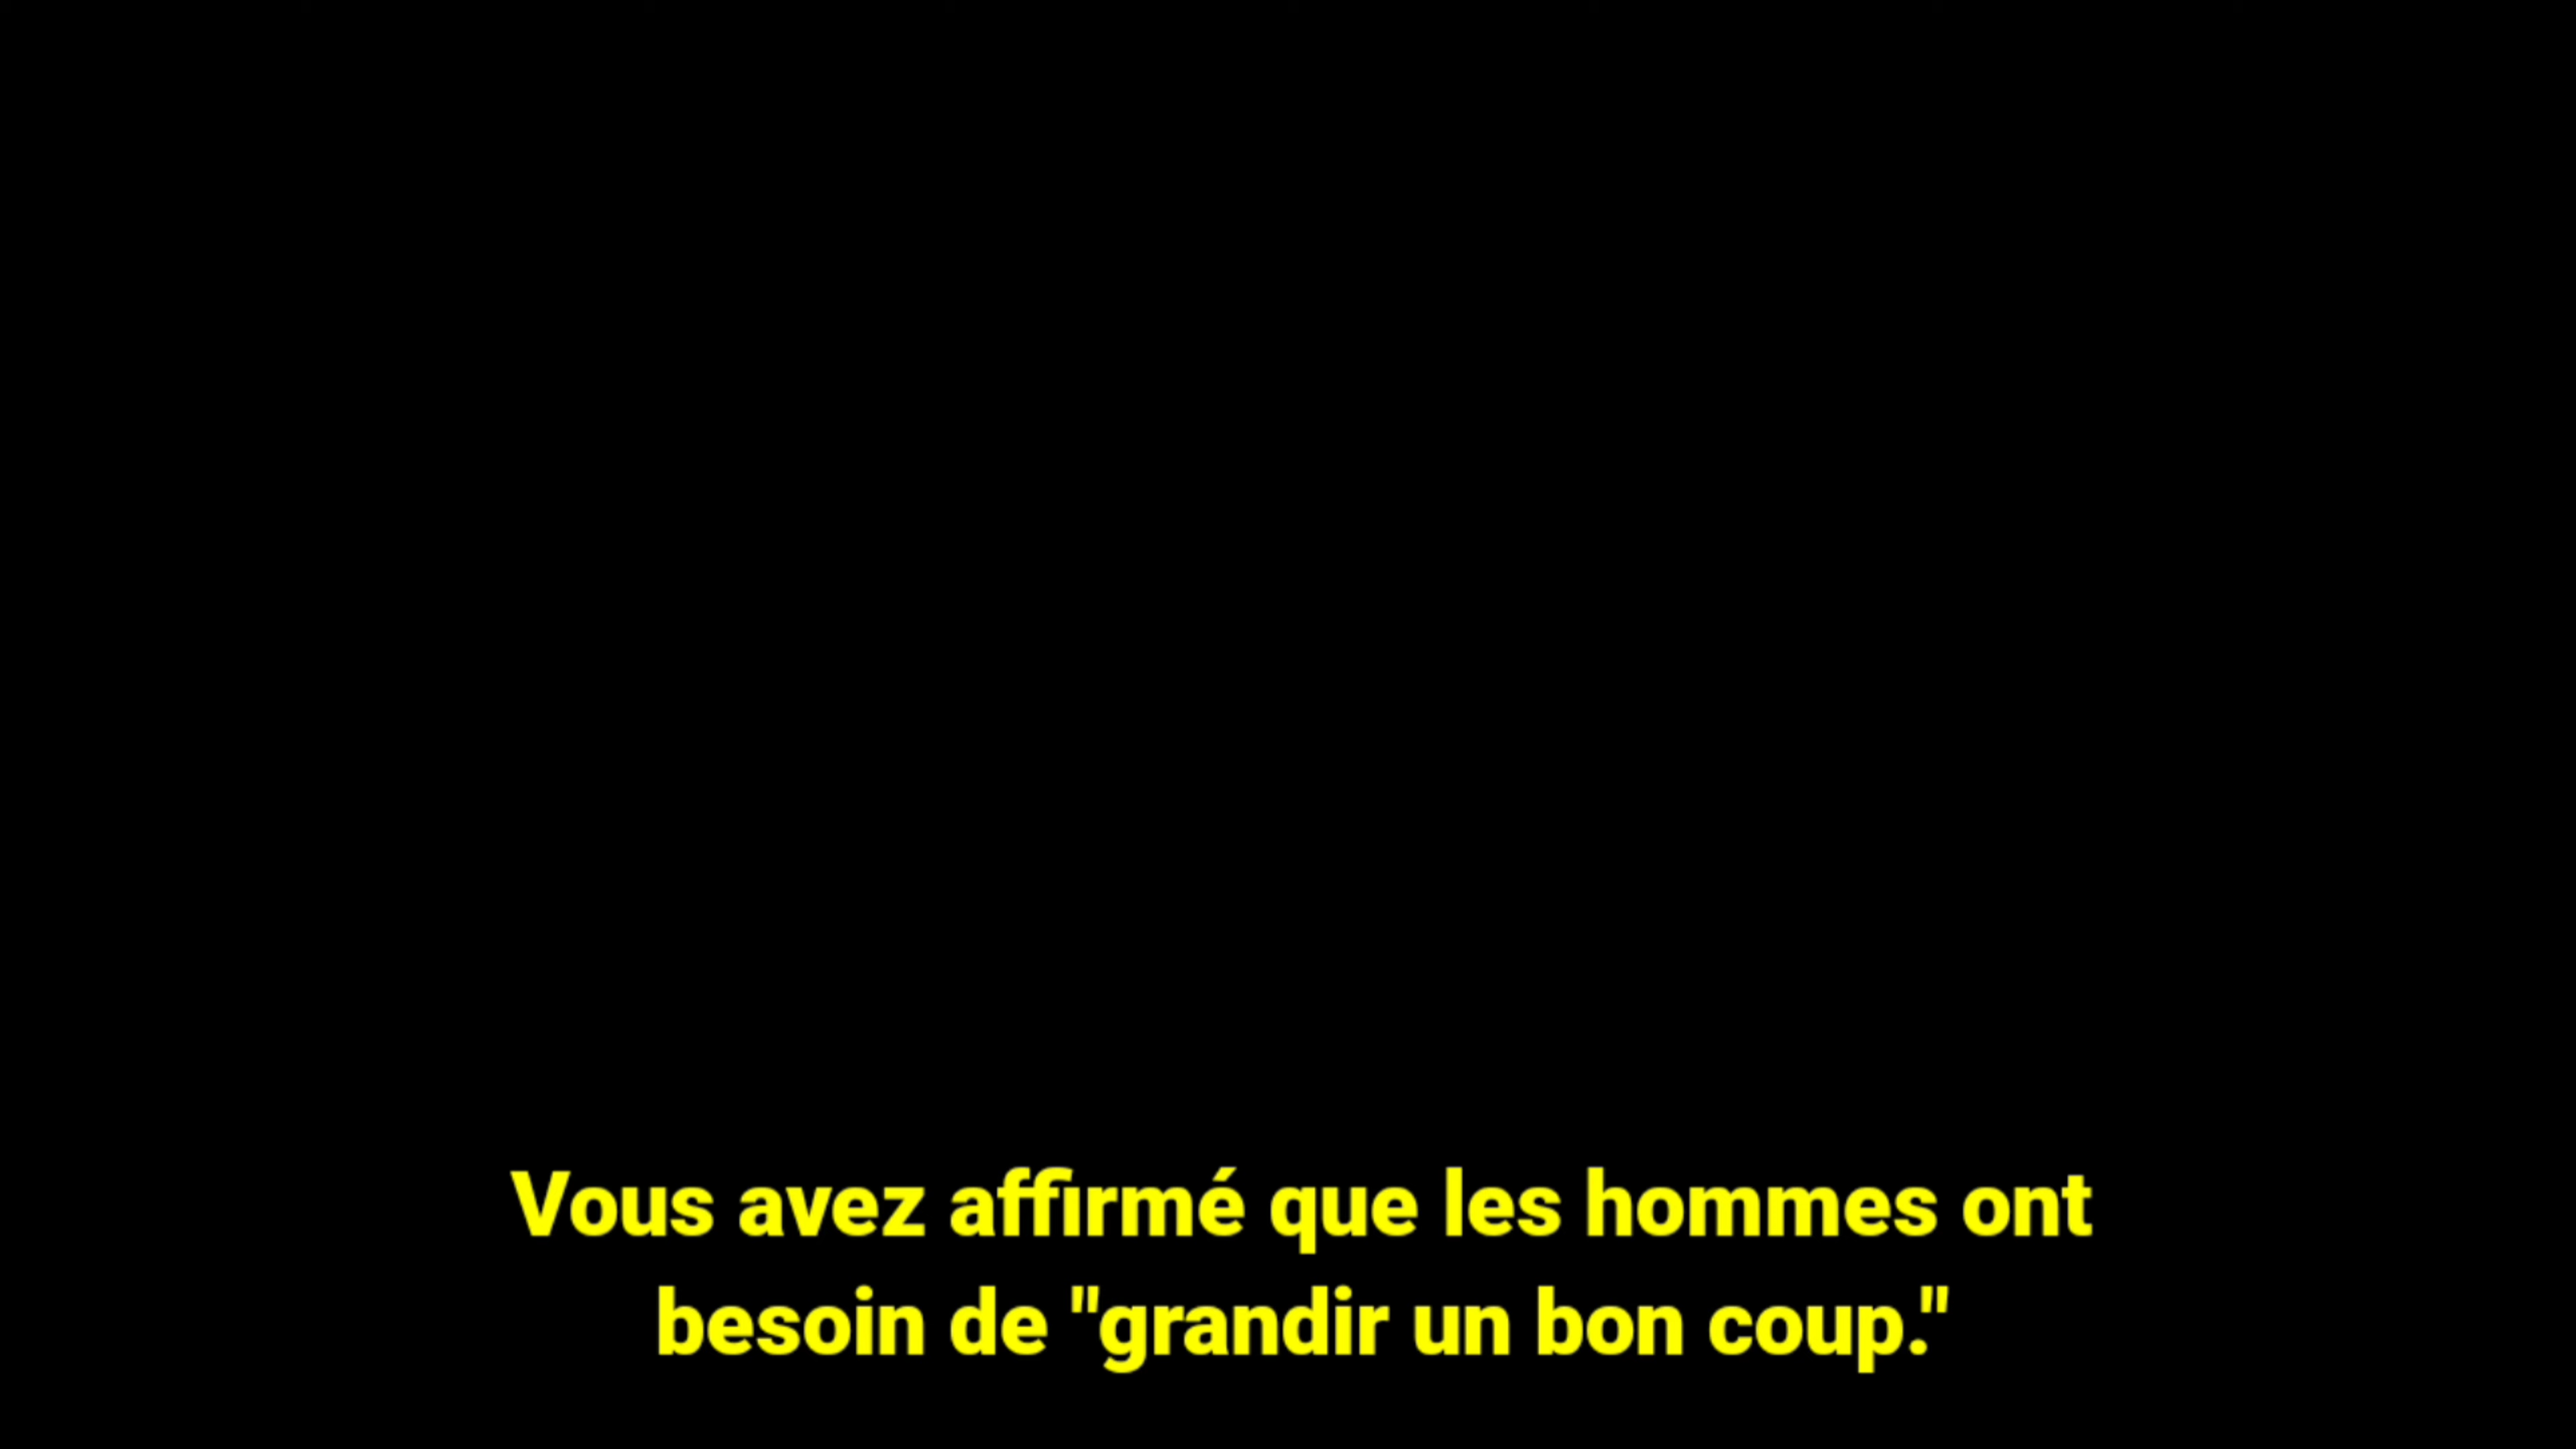 Vous avez affirmé que les hommes ont
besoin de "grandir un bon coup."